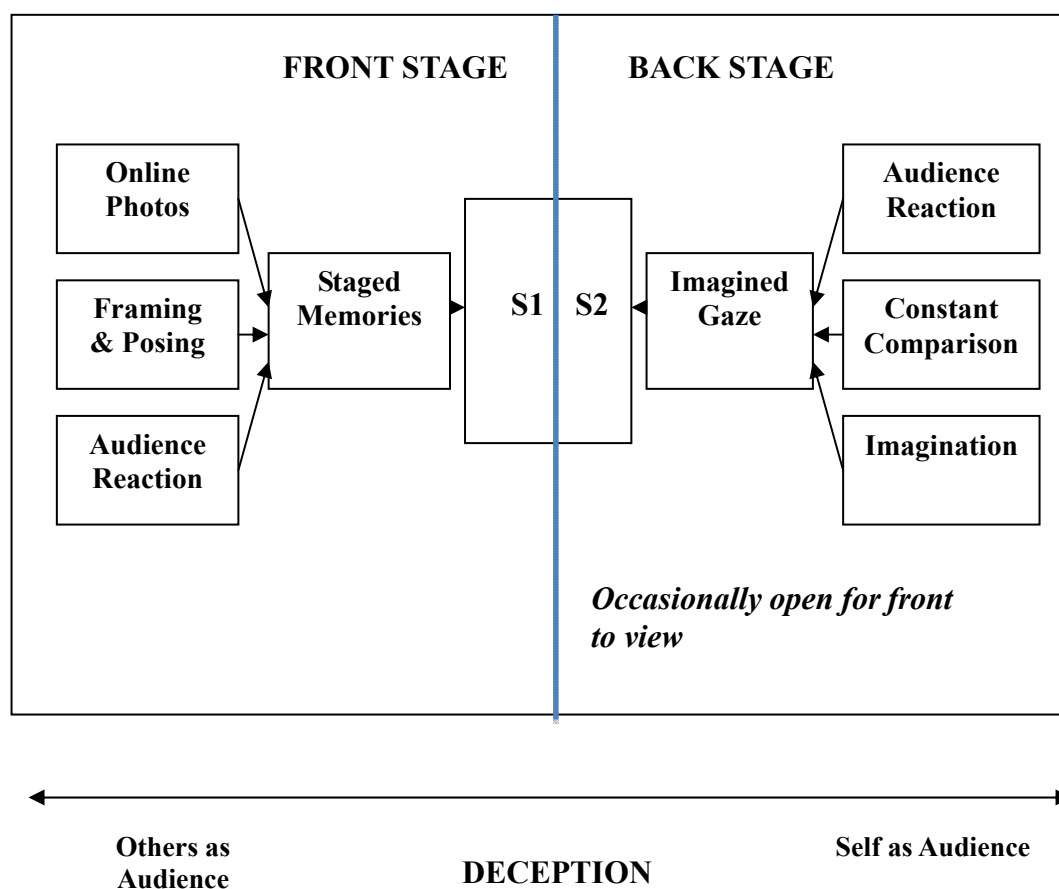 FRONT STAGE
BACK STAGE
Online
Photos
Framing
& Posing
Audience
Reaction
Staged
Memories
S1
S2
Imagined
Gaze
Audience
Reaction
Constant
Comparison
Imagination
Occasionally open for front
to view
Others as
Audience
DECEPTION
Self as Audience